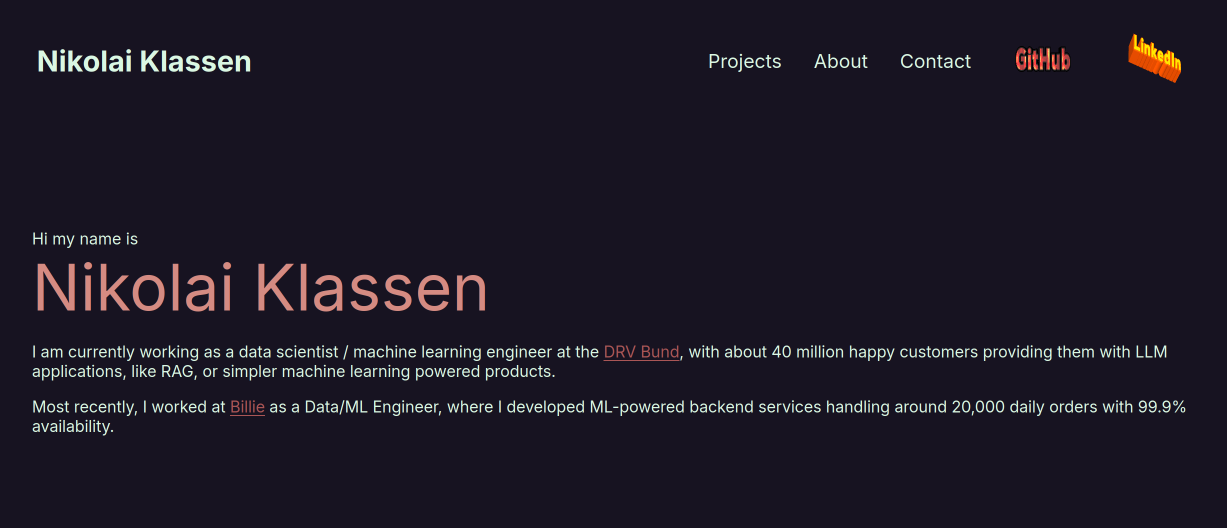 Nikolai Klassen
Projects About Contact GitHub LinkedIn
Hi my name is
Nikolai Klassen
I am currently working as a data scientist / machine learning engineer at the DRV Bund, with about 40 million happy customers providing them with LLM
applications, like RAG, or simpler machine learning powered products.
Most recently, I worked at Billie as a Data/ML Engineer, where I developed ML-powered backend services handling around 20,000 daily orders with 99.9%
availability.